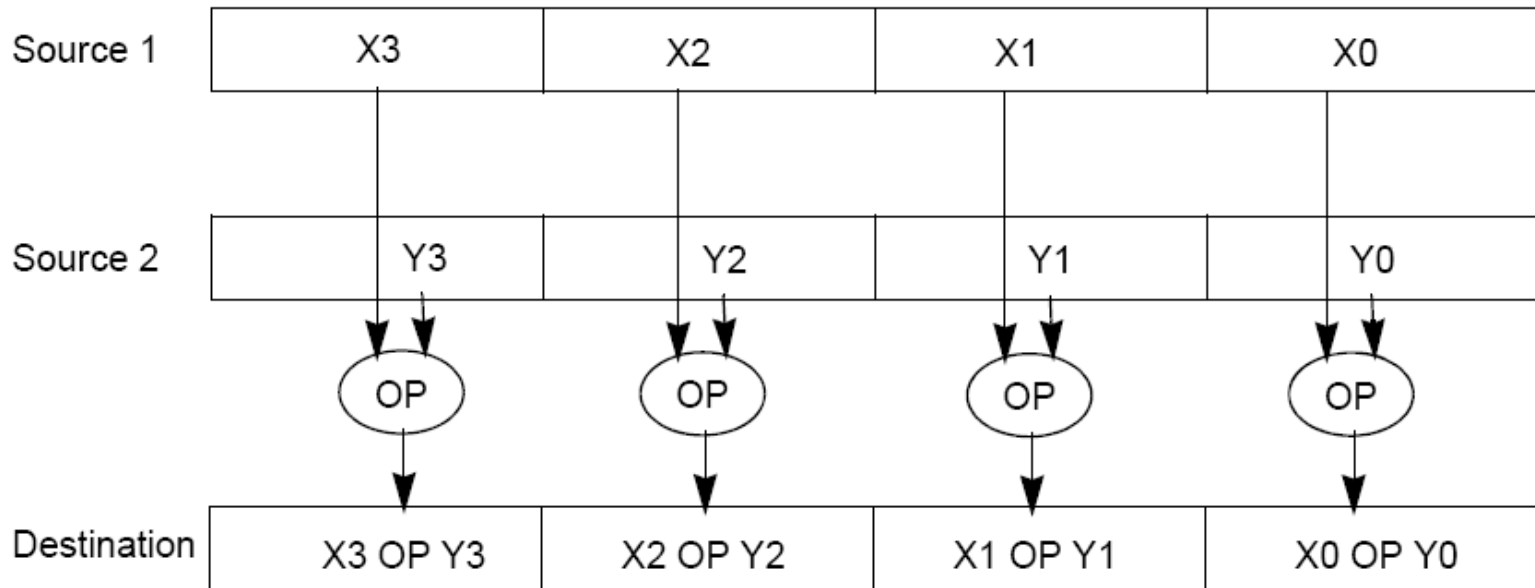 Source 1 X3 X2 X1 X0
Source 2 Y3 Y2 Y1 Y0
OP OP OP OP
Destination X3 OP Y3 X2 OP Y2 X1 OP Y1 X0 OP Y0